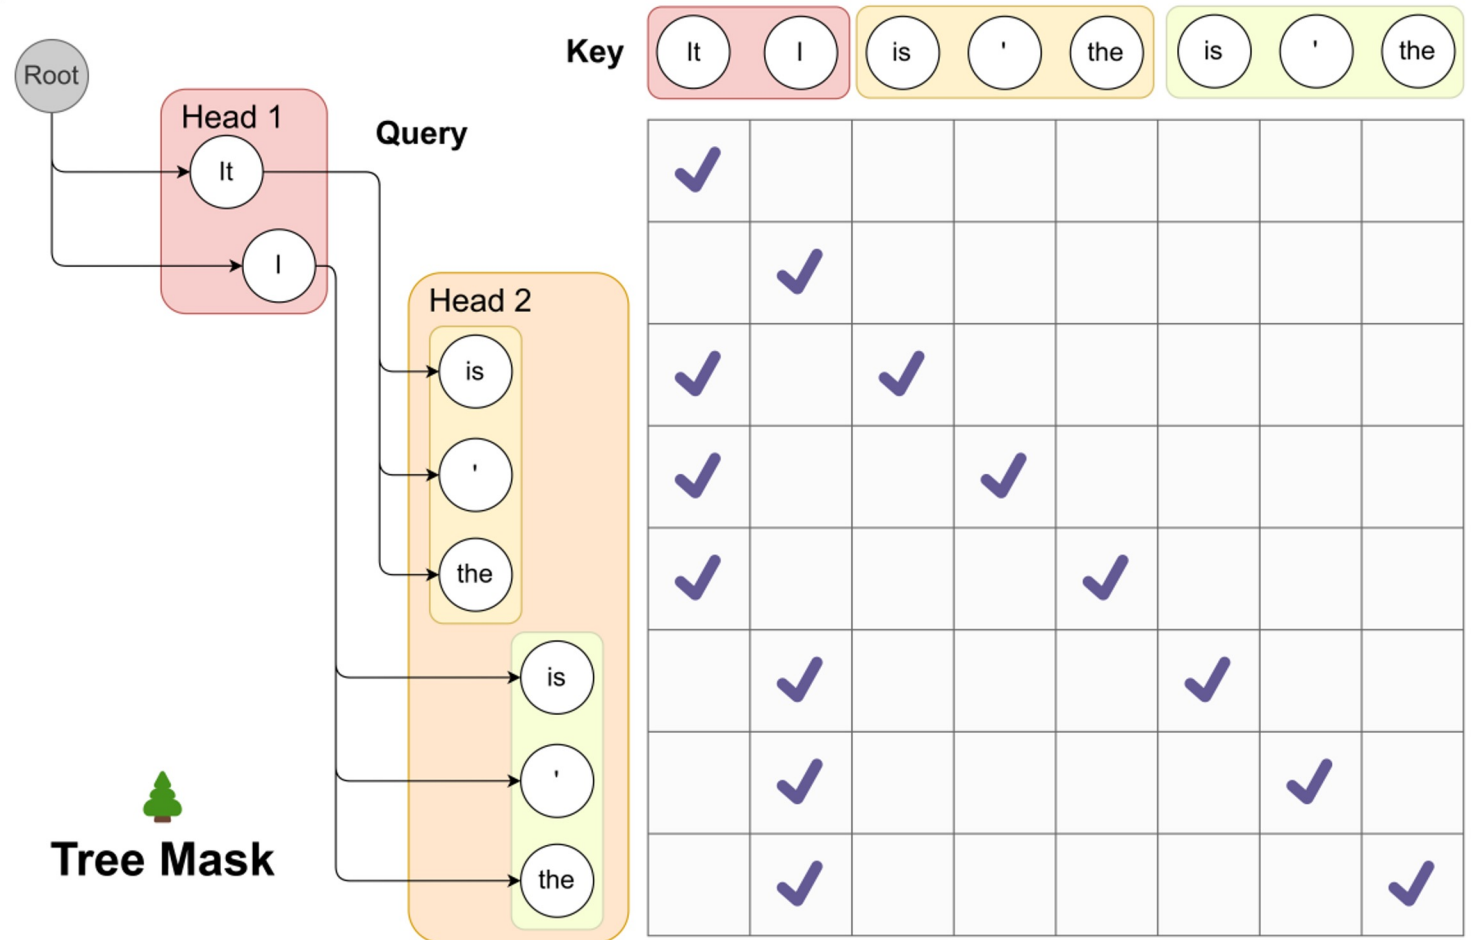 Key
It I is ' the is ' the
Root
Head 1
Query
It
I
Head 2
is
'
the
is
'
the
Tree Mask